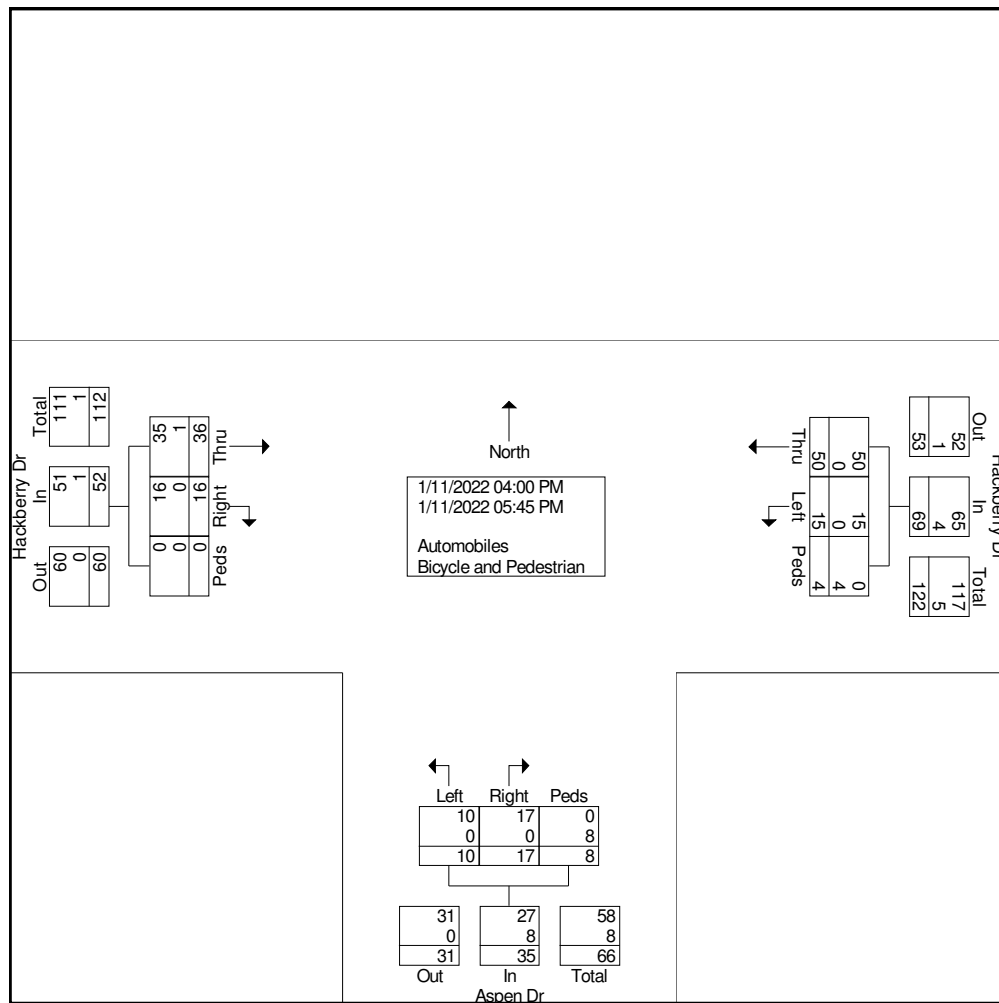 Hackberry Dr
Out In Total
60 51 111
0 1 1
60 52 112
0 16 35
0 0 1
0 16 36
Peds Right Thru
North
1/11/2022 04:00 PM
1/11/2022 05:45 PM
Automobiles
Bicycle and Pedestrian
Hackberry Dr
Out In Total
52 65 117
1 4 5
53 69 122
50 15 0
0 0 4
50 15 4
Thru Left Peds
Left Right Peds
10 17 0
0 0 8
10 17 8
31 27 58
0 8 8
31 35 66
Out In Total
Aspen Dr